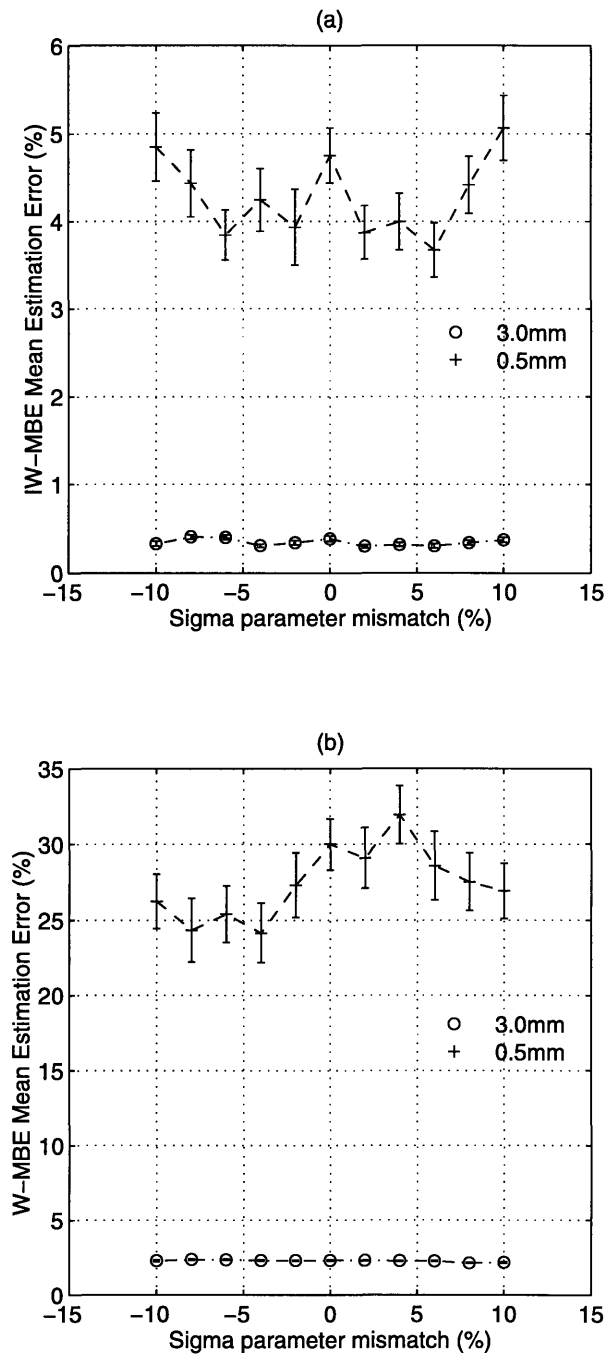 (a)
IW−MBE Mean Estimation Error (%)
6
5
4
3
2
1
0
3.0mm
0.5mm
−15
−10
−5
0
5
10
15
Sigma parameter mismatch (%)
(b)
W−MBE Mean Estimation Error (%)
35
30
25
20
15
10
5
0
3.0mm
0.5mm
−15
−10
−5
0
5
10
15
Sigma parameter mismatch (%)